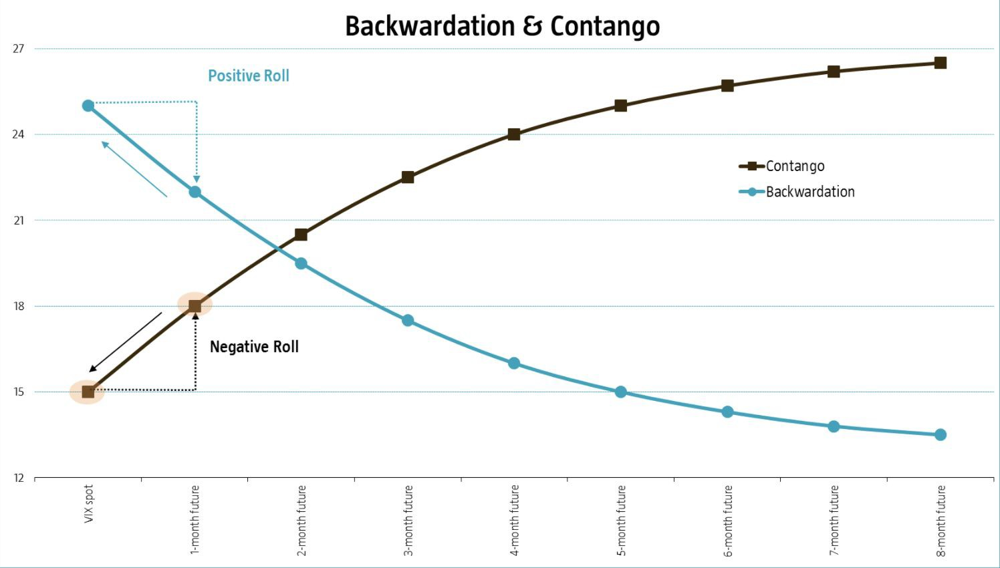 Backwardation & Contango
27
Positive Roll
24
Contango
Backwardation
21
18
Negative Roll
15
12
VIX spot
1-month future
2-month future
3-month future
4-month future
5-month future
6-month future
7-month future
8-month future